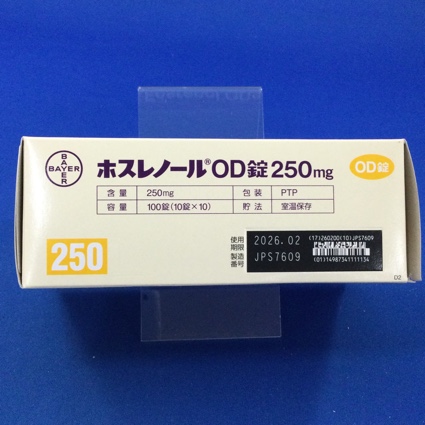 BAYER
BAYER
ホスレノール®OD錠250mg
OD錠
含量 250mg 包装 PTP
容量 100錠(10錠×10) 貯法 室温保存
250
使用期限 2026.02
製造番号 JPS7609
(17)260200(10)JPS7609
(01)14987341111134
D2